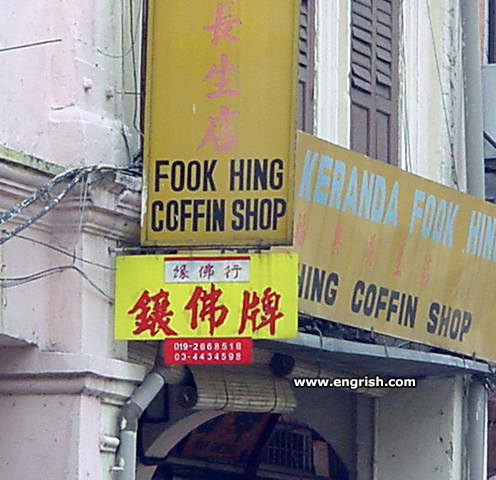 長
生
店
FOOK HING
COFFIN SHOP
KERANDA FOOK HIN
HING COFFIN SHOP
緣佛行
鑲佛牌
019-2668518
03-4434598
www.engrish.com